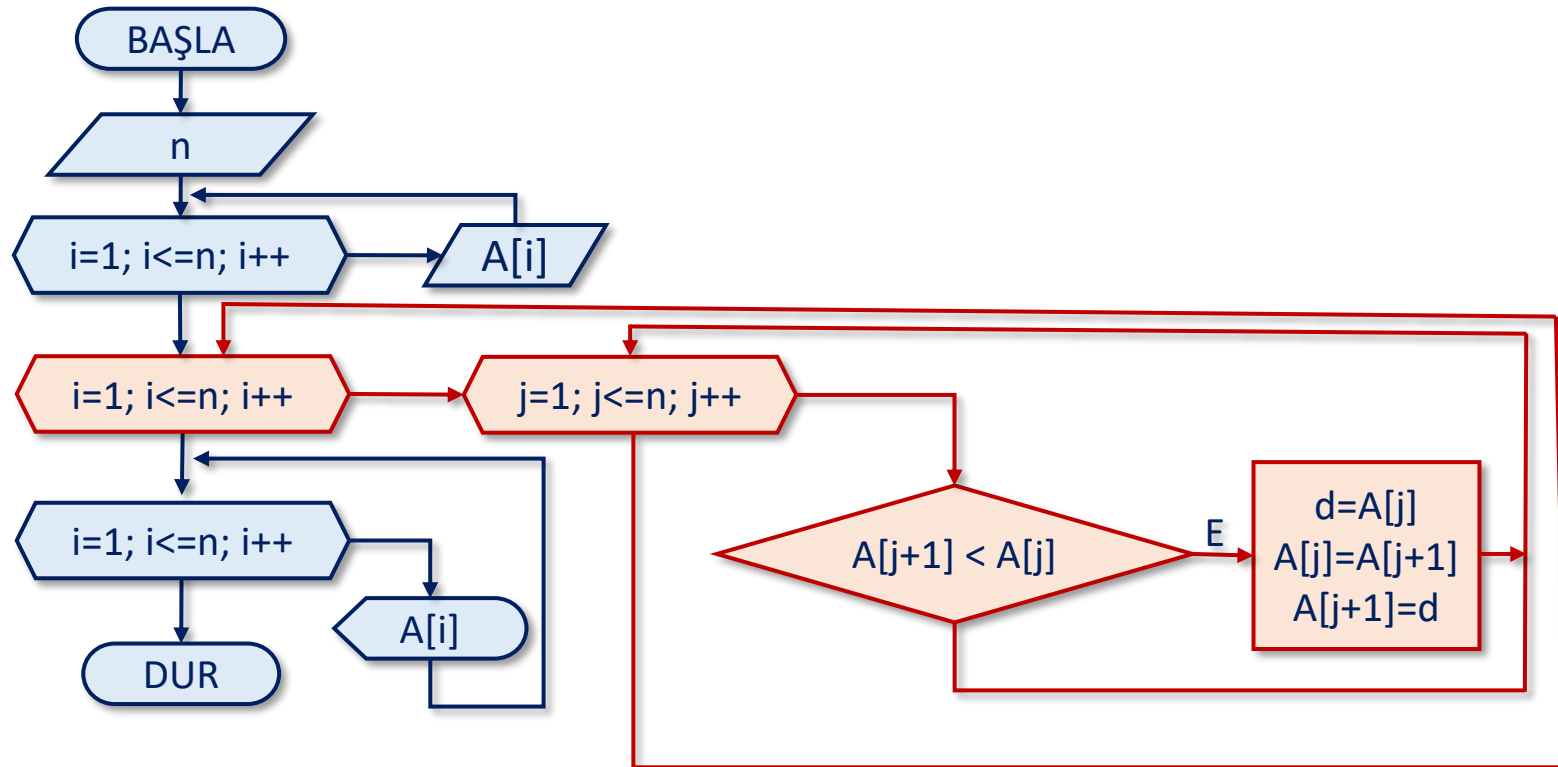 BAŞLA
n
i=1; i<=n; i++
A[i]
i=1; i<=n; i++
j=1; j<=n; j++
A[j+1] < A[j]
E
d=A[j]
A[j]=A[j+1]
A[j+1]=d
i=1; i<=n; i++
A[i]
DUR